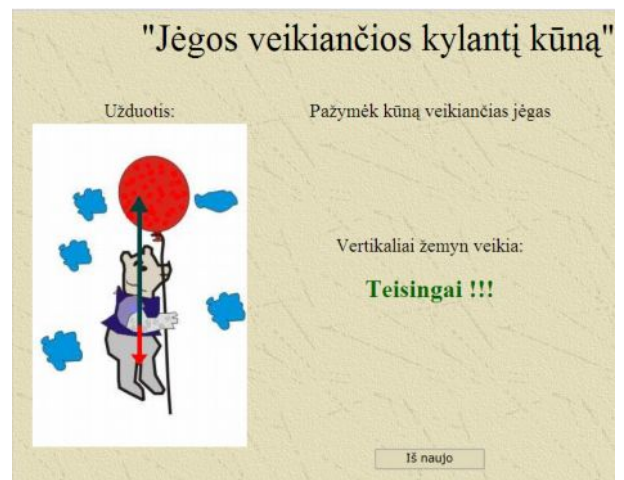 "Jėgos veikiančios kylantį kūną"
Užduotis:
Pažymėk kūną veikiančias jėgas
Vertikaliai žemyn veikia:
Teisingai !!!
Iš naujo